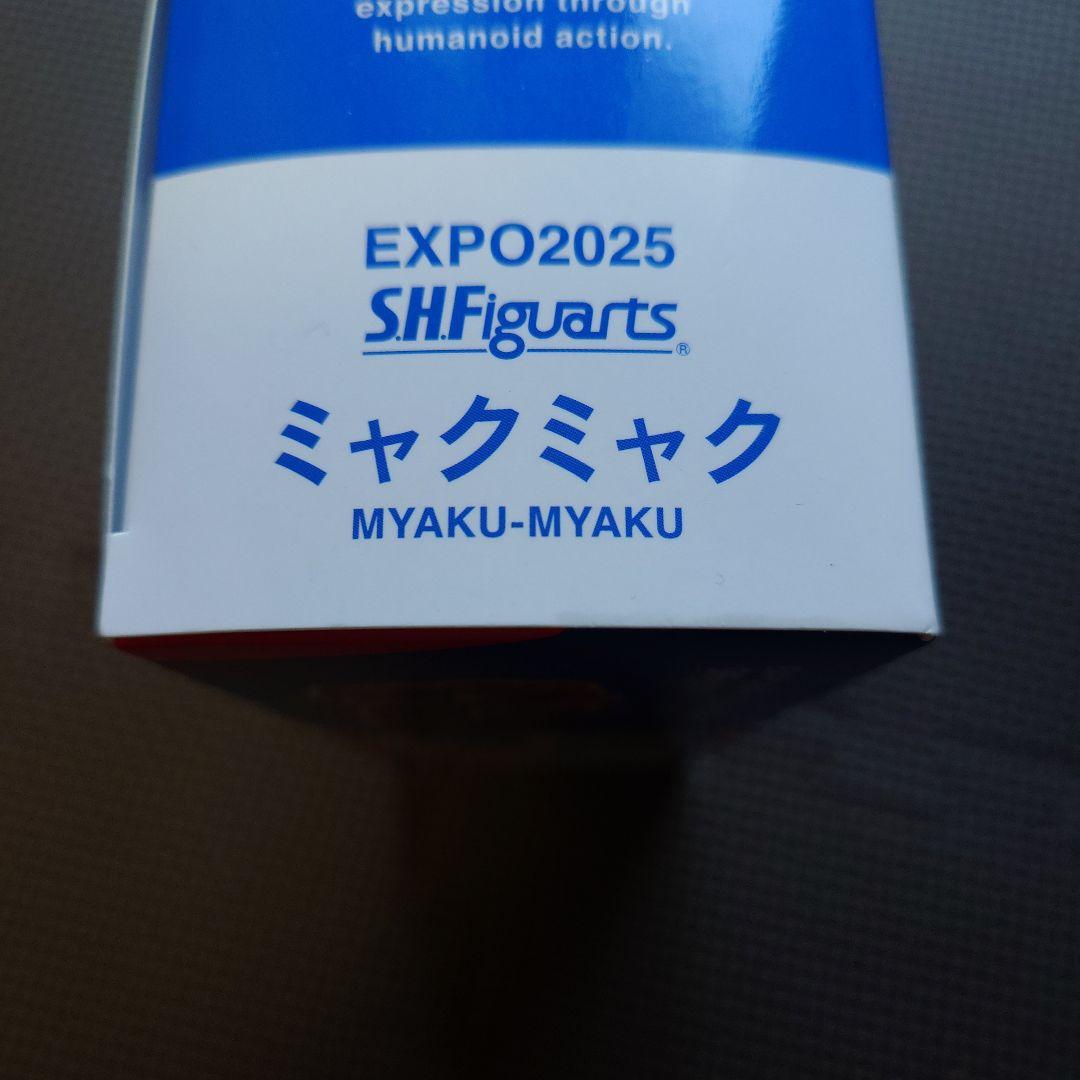 expression through
humanoid action.
EXPO2025
S.H.Figuarts®
ミャクミャク
MYAKU-MYAKU